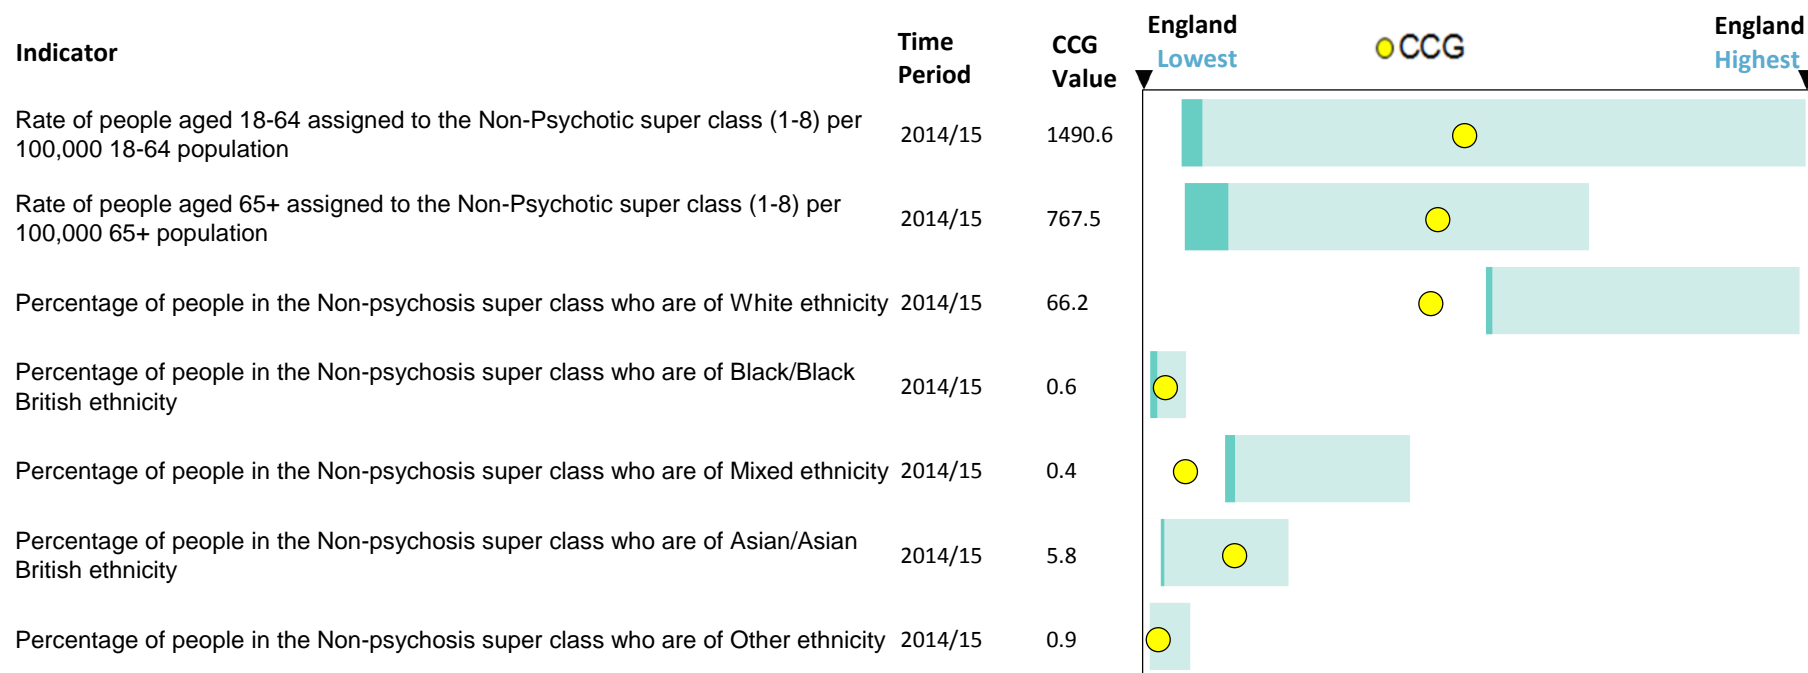 Indicator
Time
Period
CCG
Value
England
Lowest
CCG
England
Highest
Rate of people aged 18-64 assigned to the Non-Psychotic super class (1-8) per
100,000 18-64 population
2014/15
1490.6
Rate of people aged 65+ assigned to the Non-Psychotic super class (1-8) per
100,000 65+ population
2014/15
767.5
Percentage of people in the Non-psychosis super class who are of White ethnicity
2014/15
66.2
Percentage of people in the Non-psychosis super class who are of Black/Black
British ethnicity
2014/15
0.6
Percentage of people in the Non-psychosis super class who are of Mixed ethnicity
2014/15
0.4
Percentage of people in the Non-psychosis super class who are of Asian/Asian
British ethnicity
2014/15
5.8
Percentage of people in the Non-psychosis super class who are of Other ethnicity
2014/15
0.9